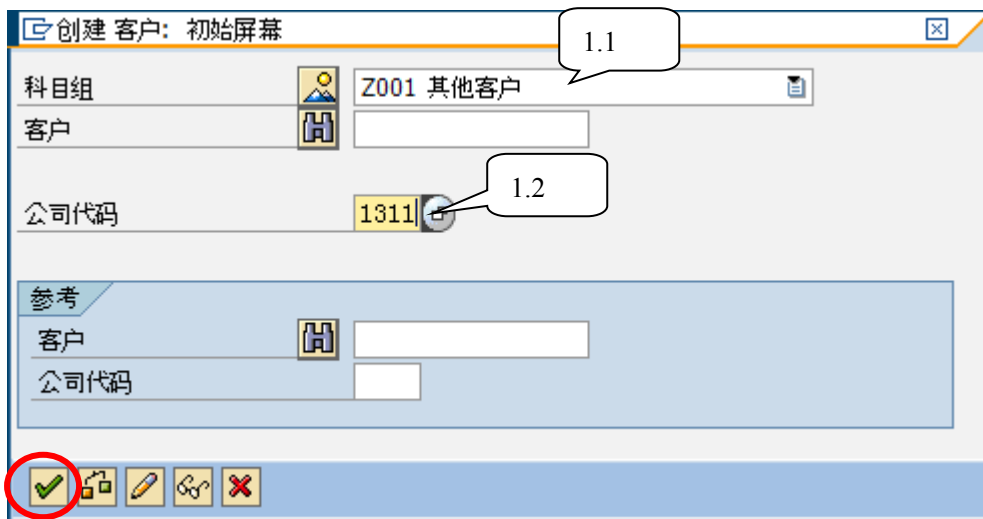 创建 客户: 初始屏幕
1.1
科目组 Z001 其他客户
客户
1.2
公司代码 1311
参考
客户
公司代码